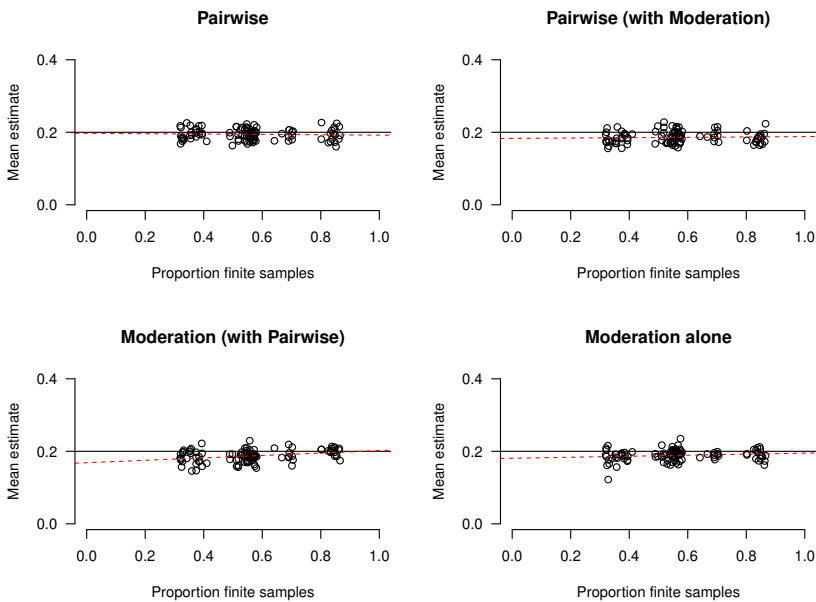 Pairwise
Mean estimate
0.4
0.2
0.0
0.0 0.2 0.4 0.6 0.8 1.0
Proportion finite samples
Pairwise (with Moderation)
Mean estimate
0.4
0.2
0.0
0.0 0.2 0.4 0.6 0.8 1.0
Proportion finite samples
Moderation (with Pairwise)
Mean estimate
0.4
0.2
0.0
0.0 0.2 0.4 0.6 0.8 1.0
Proportion finite samples
Moderation alone
Mean estimate
0.4
0.2
0.0
0.0 0.2 0.4 0.6 0.8 1.0
Proportion finite samples